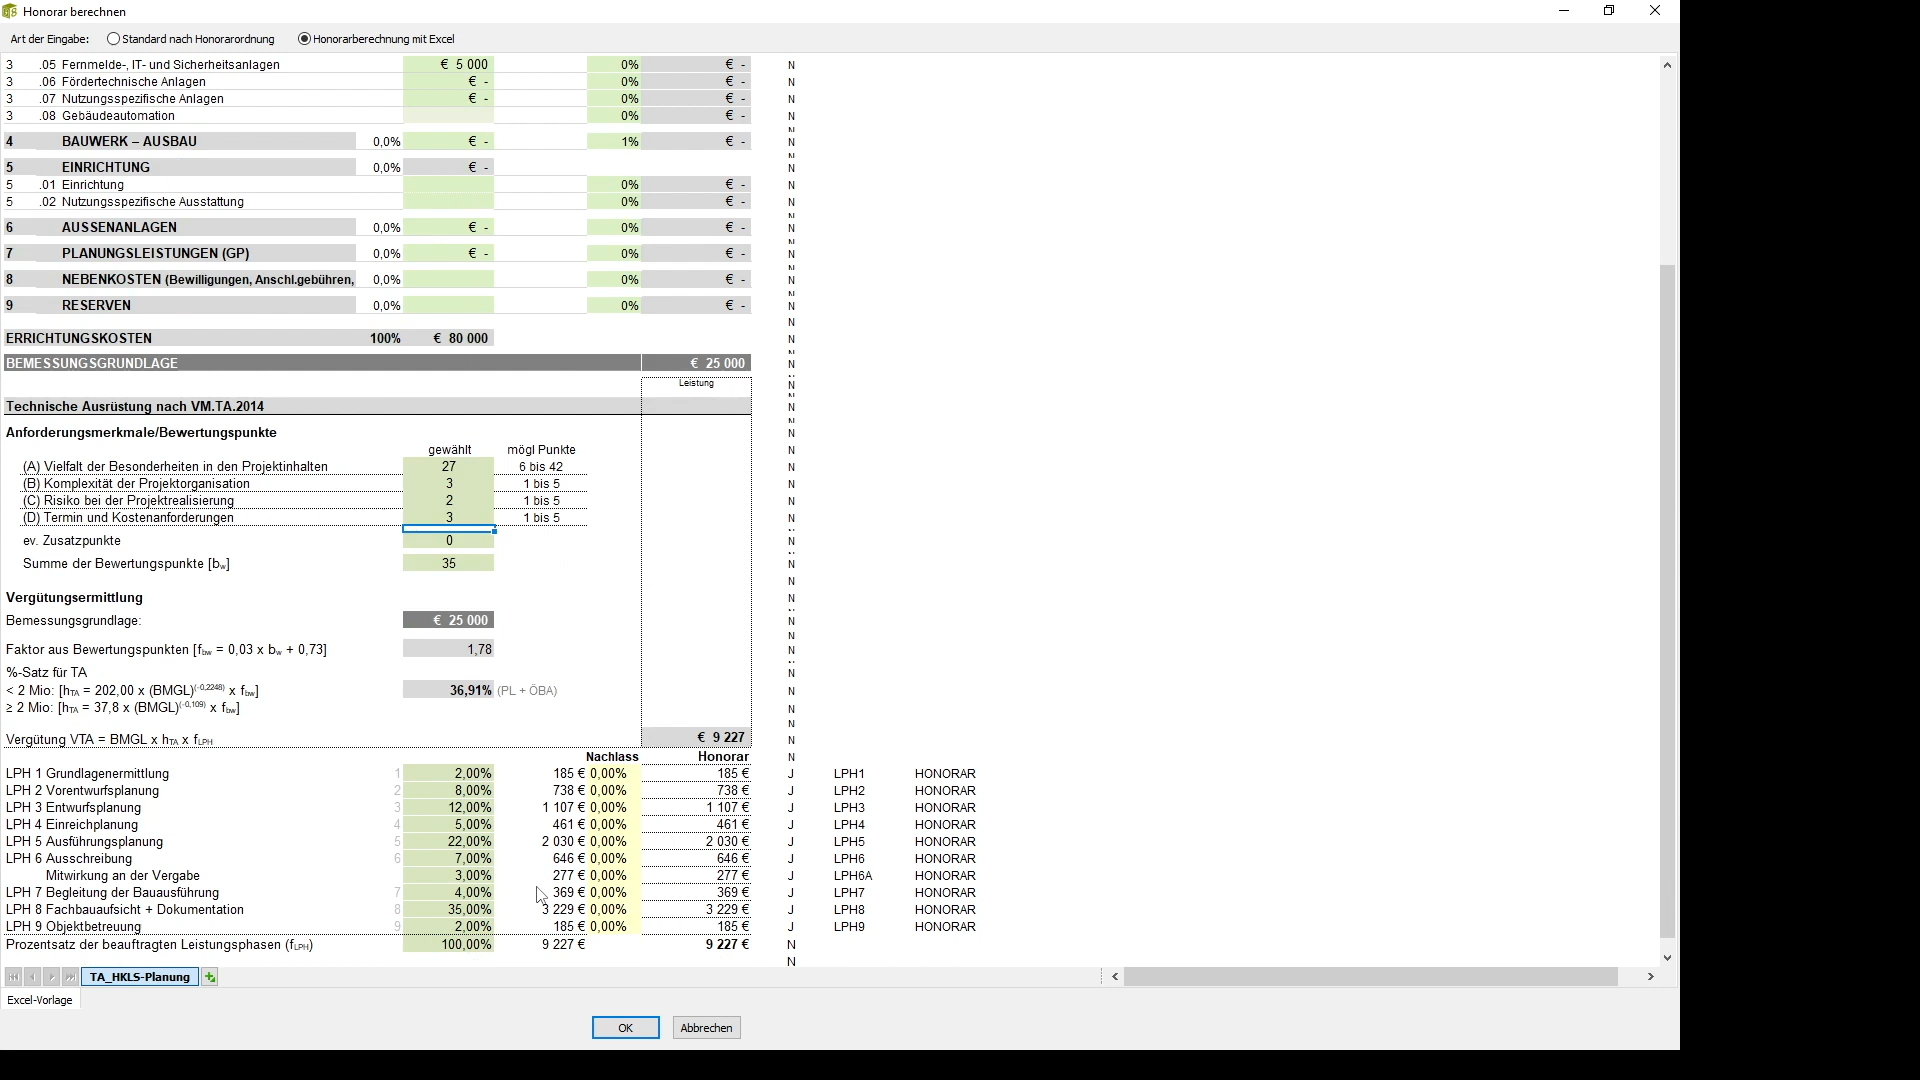 Honorar berechnen
Art der Eingabe: Standard nach Honorarordnung Honorarberechnung mit Excel
3 .05 Fernmelde-, IT- und Sicherheitsanlagen € 5 000 0% € - N
3 .06 Fördertechnische Anlagen € - 0% € - N
3 .07 Nutzungsspezifische Anlagen € - 0% € - N
3 .08 Gebäudeautomation 0% € - N
N
4 BAUWERK – AUSBAU 0,0% € - 1% € - N
N
5 EINRICHTUNG 0,0% € - N
5 .01 Einrichtung 0% € - N
5 .02 Nutzungsspezifische Ausstattung 0% € - N
N
6 AUSSENANLAGEN 0,0% € - 0% € - N
N
7 PLANUNGSLEISTUNGEN (GP) 0,0% € - 0% € - N
N
8 NEBENKOSTEN (Bewilligungen, Anschl.gebühren, 0,0% 0% € - N
N
9 RESERVEN 0,0% 0% € - N
N
ERRICHTUNGSKOSTEN 100% € 80 000 N
N
BEMESSUNGSGRUNDLAGE € 25 000 N
Leistung N
N
Technische Ausrüstung nach VM.TA.2014 N
N
Anforderungsmerkmale/Bewertungspunkte N
gewählt mögl Punkte N
(A) Vielfalt der Besonderheiten in den Projektinhalten 27 6 bis 42 N
(B) Komplexität der Projektorganisation 3 1 bis 5 N
(C) Risiko bei der Projektrealisierung 2 1 bis 5 N
(D) Termin und Kostenanforderungen 3 1 bis 5 N
ev. Zusatzpunkte 0 N
Summe der Bewertungspunkte [bw] 35 N
N
Vergütungsermittlung N
Bemessungsgrundlage: € 25 000 N
N
Faktor aus Bewertungspunkten [fbw = 0,03 x bw + 0,73] 1,78 N
%-Satz für TA N
< 2 Mio: [hTA = 202,00 x (BMGL)(-0,2248) x fbw] 36,91% (PL + ÖBA) N
≥ 2 Mio: [hTA = 37,8 x (BMGL)(-0,109) x fbw] N
N
Vergütung VTA = BMGL x hTA x fLPH € 9 227 N
Nachlass Honorar N
LPH 1 Grundlagenermittlung 1 2,00% 185 € 0,00% 185 € J LPH1 HONORAR
LPH 2 Vorentwurfsplanung 2 8,00% 738 € 0,00% 738 € J LPH2 HONORAR
LPH 3 Entwurfsplanung 3 12,00% 1 107 € 0,00% 1 107 € J LPH3 HONORAR
LPH 4 Einreichplanung 4 5,00% 461 € 0,00% 461 € J LPH4 HONORAR
LPH 5 Ausführungsplanung 5 22,00% 2 030 € 0,00% 2 030 € J LPH5 HONORAR
LPH 6 Ausschreibung 6 7,00% 646 € 0,00% 646 € J LPH6 HONORAR
Mitwirkung an der Vergabe 3,00% 277 € 0,00% 277 € J LPH6A HONORAR
LPH 7 Begleitung der Bauausführung 7 4,00% 369 € 0,00% 369 € J LPH7 HONORAR
LPH 8 Fachbauaufsicht + Dokumentation 8 35,00% 3 229 € 0,00% 3 229 € J LPH8 HONORAR
LPH 9 Objektbetreuung 9 2,00% 185 € 0,00% 185 € J LPH9 HONORAR
Prozentsatz der beauftragten Leistungsphasen (fLPH) 100,00% 9 227 € 9 227 € N
N
TA_HKLS-Planung
Excel-Vorlage
OK Abbrechen